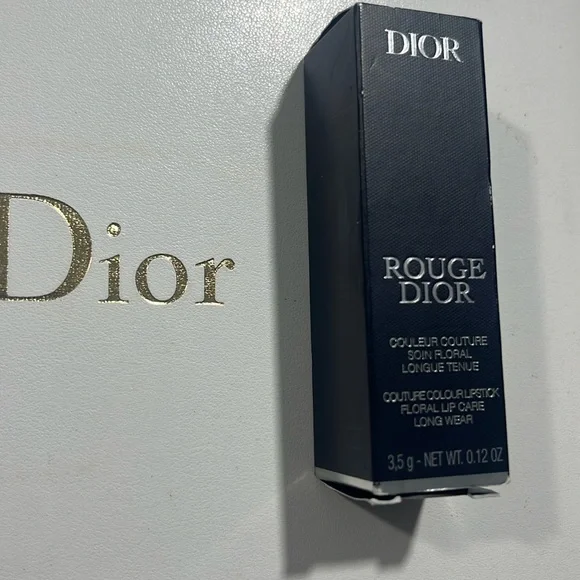 Dior
DIOR
ROUGE
DIOR
COULEUR COUTURE
SOIN FLORAL
LONGUE TENUE
COUTURE COLOUR LIPSTICK
FLORAL LIP CARE
LONG WEAR
3,5 g - NET WT. 0.12 OZ